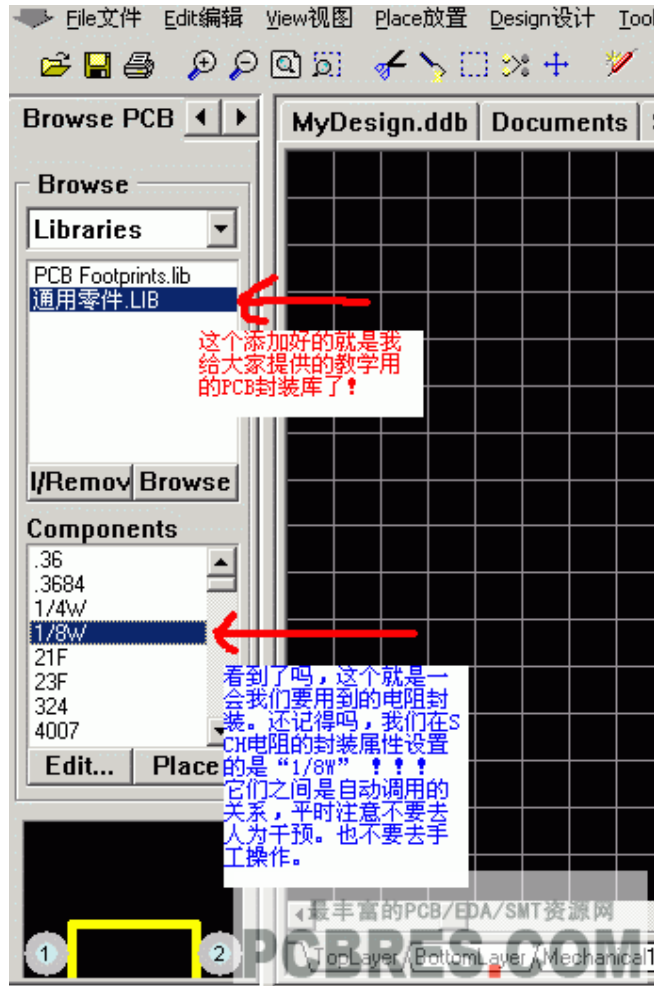 File文件 Edit编辑 View视图 Place放置 Design设计 Tool
Browse PCB
MyDesign.ddb Documents
Browse
Libraries
PCB Footprints.lib
通用零件.LIB
这个添加好的就是我
给大家提供的教学用
的PCB封装库了!
l/Remov Browse
Components
.36
.3684
1/4W
1/8W
21F
23F
324
4007
Edit... Place
看到了吗，这个就是一
会我们要用到的电阻封
装。还记得吗，我们在S
CH电阻的封装属性设置
的是“1/8W”！！！
它们之间是自动调用的
关系，平时注意不要去
人为干预。也不要去手
工操作。
最丰富的PCB/EDA/SMT资源网
1 2
PCBRES.COM
TopLayer BottomLayer Mechanical1